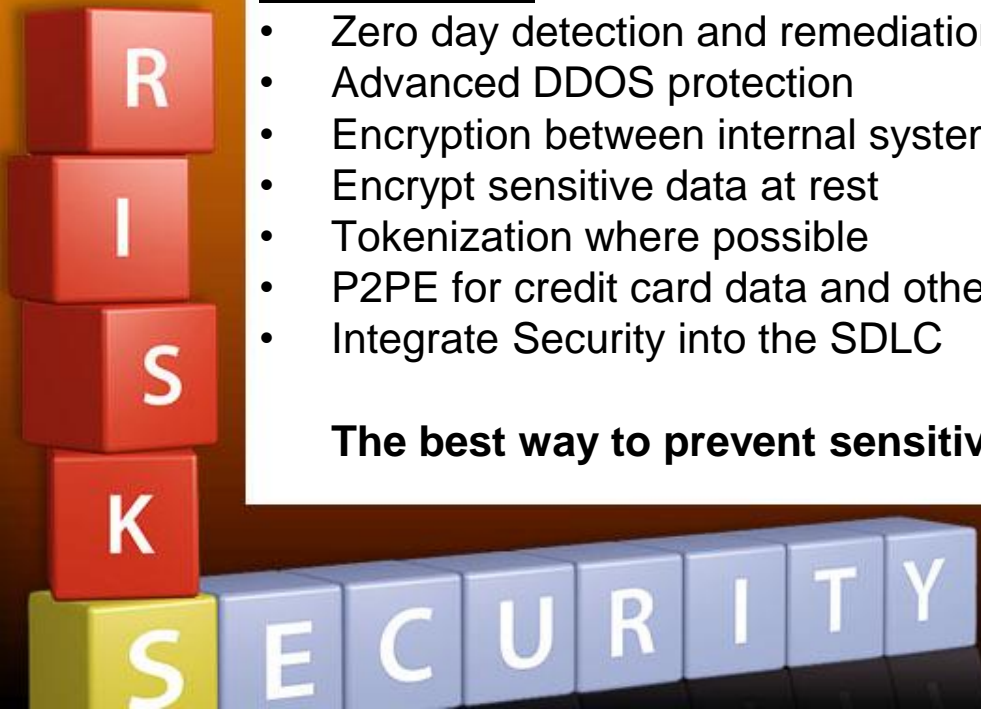 R
I
S
K
• Zero day detection and remediation
• Advanced DDOS protection
• Encryption between internal
• Encrypt sensitive data at rest
• Tokenization where possible
• P2PE for credit card data and
• Integrate Security into the SDLC
The best way to prevent
SECURITY